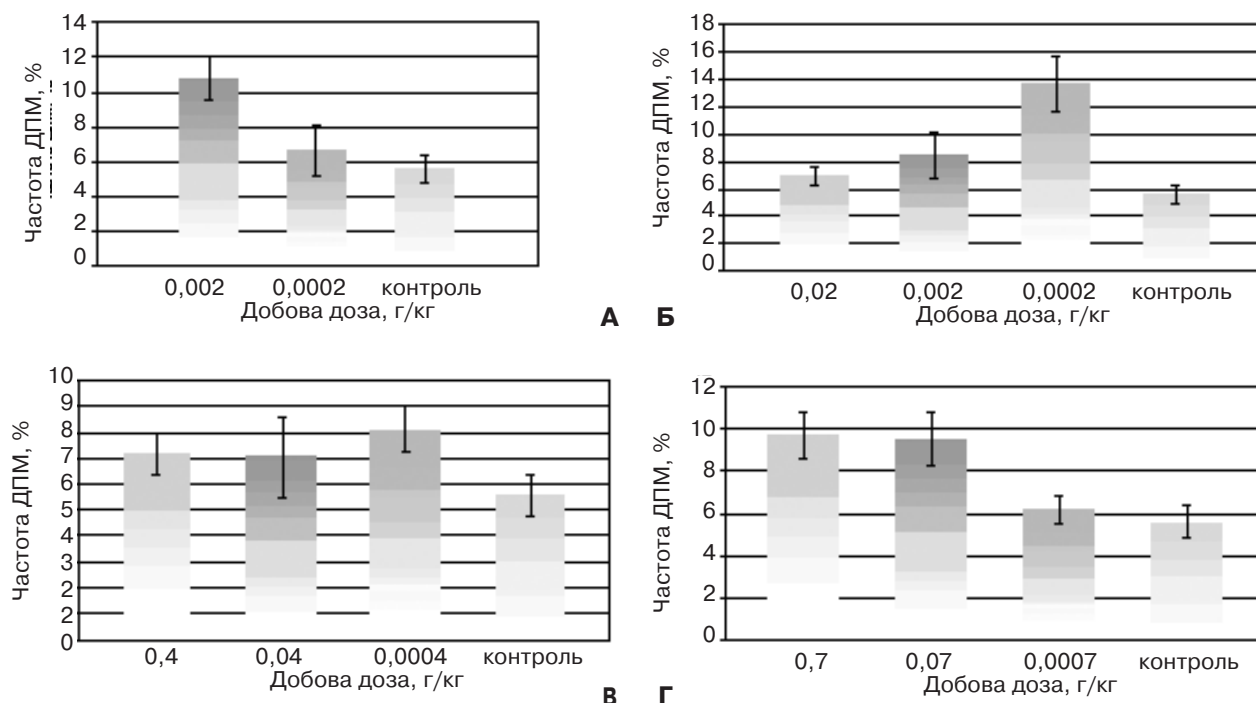 Частота ДПМ, %
14
12
10
8
6
4
2
0
0,002 0,0002 контроль
Добова доза, г/кг
А
Частота ДПМ, %
18
16
14
12
10
8
6
4
2
0
0,02 0,002 0,0002 контроль
Добова доза, г/кг
Б
Частота ДПМ, %
10
9
8
7
6
5
4
3
2
2
0
0,4 0,04 0,0004 контроль
Добова доза, г/кг
В
Частота ДПМ, %
12
10
8
6
4
2
0
0,7 0,07 0,0007 контроль
Добова доза, г/кг
Г